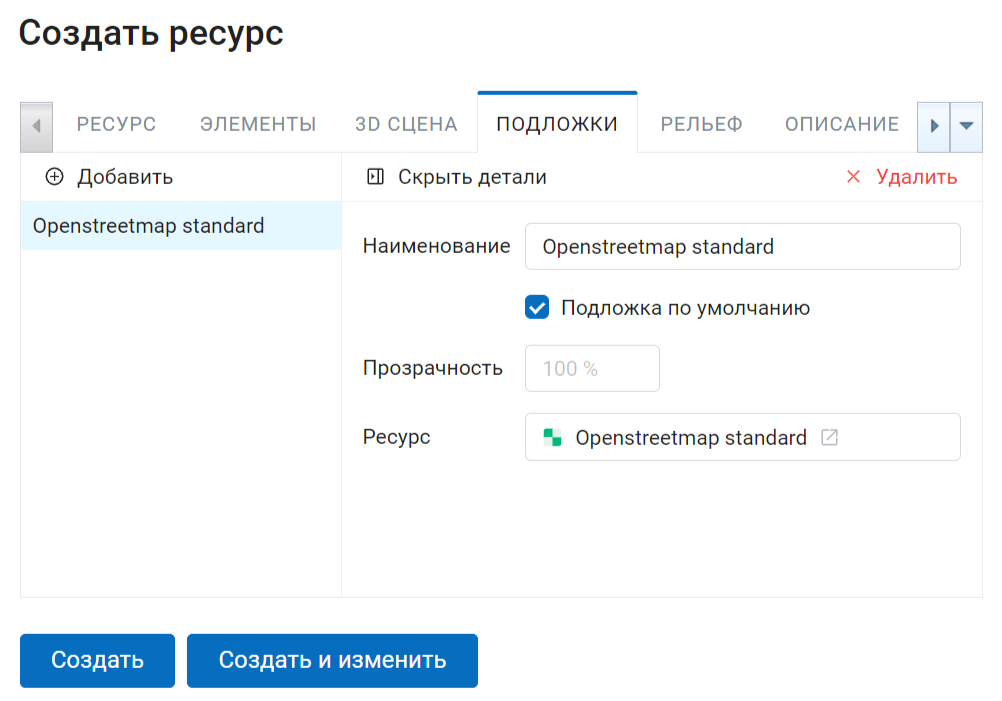 Создать ресурс
РЕСУРС ЭЛЕМЕНТЫ 3D СЦЕНА ПОДЛОЖКИ РЕЛЬЕФ ОПИСАНИЕ
Добавить Скрыть детали Удалить
Openstreetmap standard
Наименование Openstreetmap standard
Подложка по умолчанию
Прозрачность 100 %
Ресурс Openstreetmap standard
Создать Создать и изменить